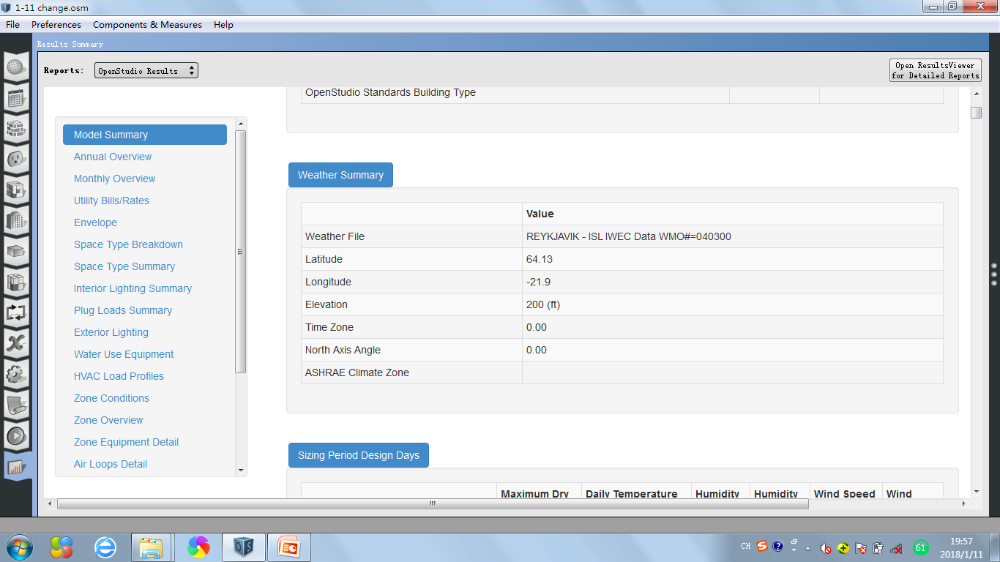 1-11 change.osm
File Preferences Components & Measures Help
Results Summary
Reports: OpenStudio Results
Open ResultsViewer
for Detailed Reports
Model Summary
Annual Overview
Monthly Overview
Utility Bills/Rates
Envelope
Space Type Breakdown
Space Type Summary
Interior Lighting Summary
Plug Loads Summary
Exterior Lighting
Water Use Equipment
HVAC Load Profiles
Zone Conditions
Zone Overview
Zone Equipment Detail
Air Loops Detail
OpenStudio Standards Building Type
Weather Summary
Value
Weather File REYKJAVIK - ISL IWEC Data WMO#=040300
Latitude 64.13
Longitude -21.9
Elevation 200 (ft)
Time Zone 0.00
North Axis Angle 0.00
ASHRAE Climate Zone
Sizing Period Design Days
Maximum Dry Daily Temperature Humidity Humidity Wind Speed Wind
CH 61 19:57
2018/1/11